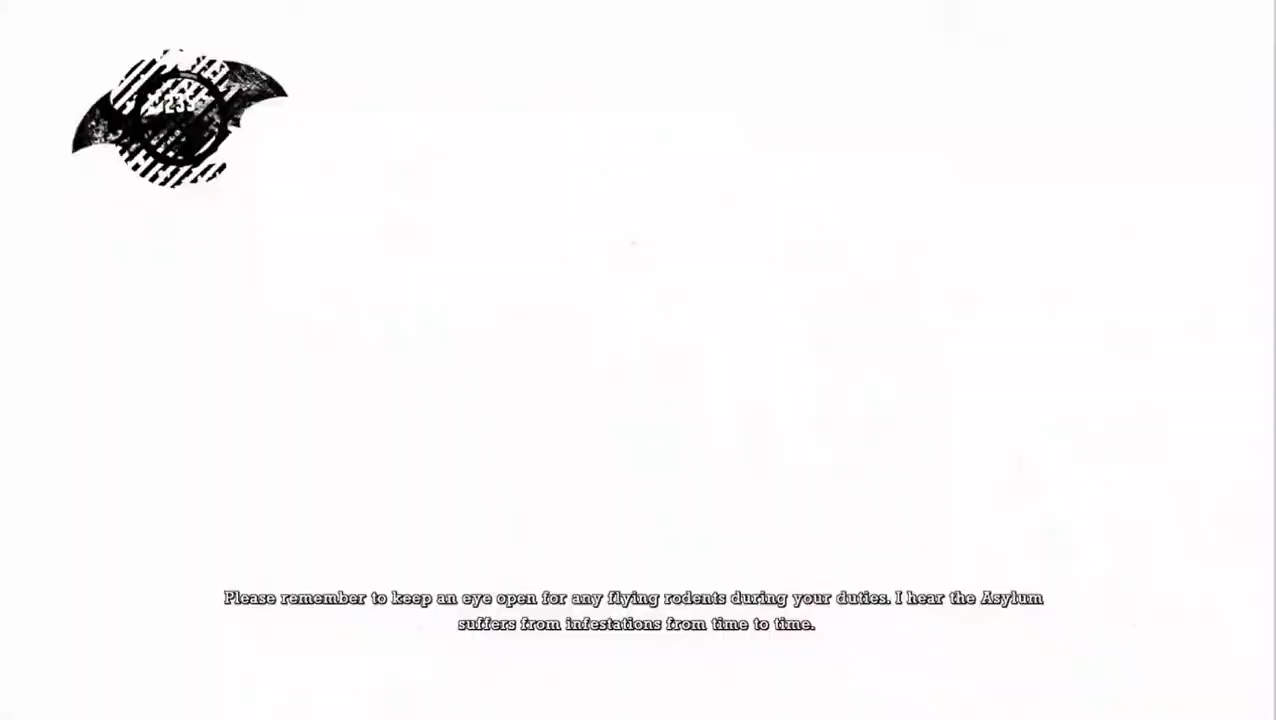 Please remember to keep an eye open for any flying rodents during your duties. I hear the Asylum
suffers from infestations from time to time.